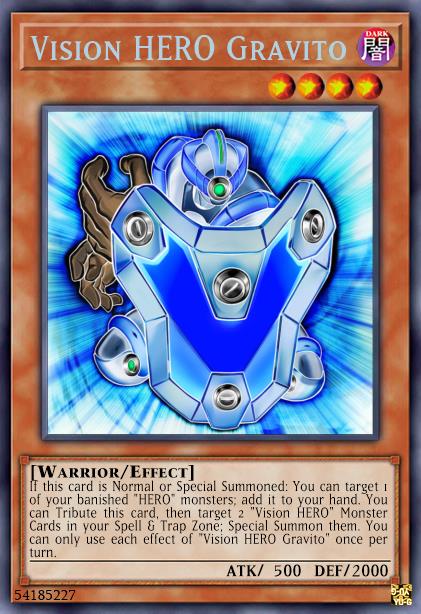 Vision HERO Gravito
DARK
闇
[Warrior/Effect]
If this card is Normal or Special Summoned: You can target 1
of your banished "HERO" monsters; add it to your hand. You
can Tribute this card, then target 2 "Vision HERO" Monster
Cards in your Spell & Trap Zone; Special Summon them. You
can only use each effect of "Vision HERO Gravito" once per
turn.
ATK/ 500 DEF/2000
54185227